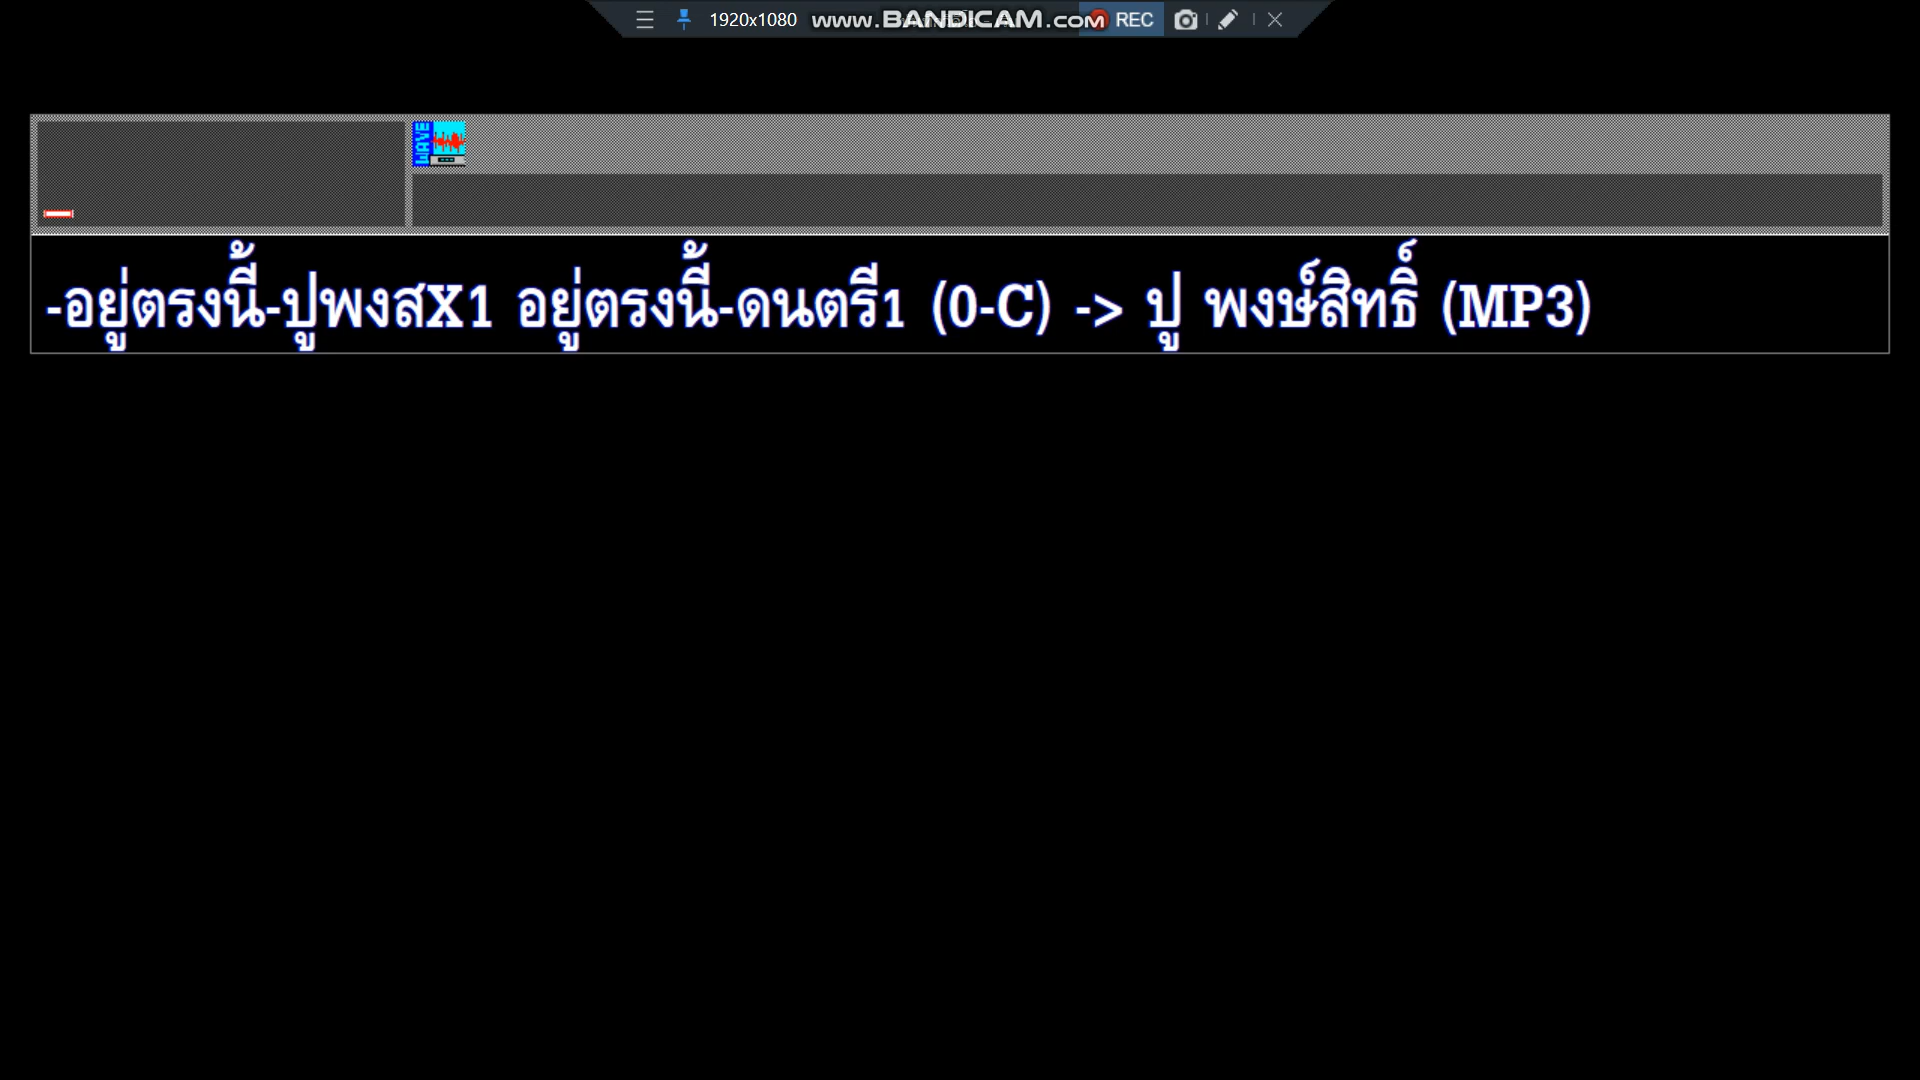 1920x1080 www.BANDICAM.com REC
WAVE
-อยู่ตรงนี้-ปูพงสX1 อยู่ตรงนี้-ดนตรี1 (0-C) -> ปู พงษ์สิทธิ์ (MP3)